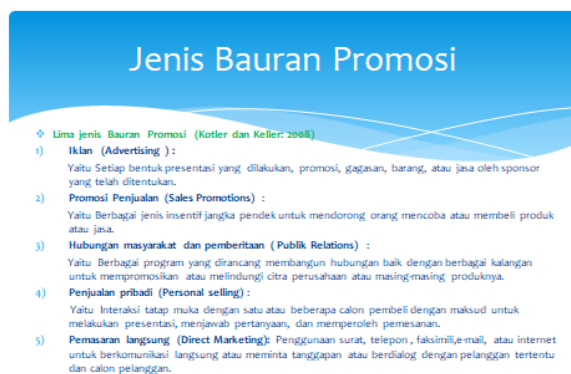 Jenis Bauran Promosi
Lima jenis Bauran Promosi (Kotler dan Keller: 2008)
1) Iklan (Advertising ) :
Yaitu Setiap bentuk presentasi yang dilakukan, promosi, gagasan, barang, atau jasa oleh sponsor
yang telah ditentukan.
2) Promosi Penjualan (Sales Promotions) :
Yaitu Berbagai jenis insentif jangka pendek untuk mendorong orang mencoba atau membeli produk
atau jasa.
3) Hubungan masyarakat dan pemberitaan ( Publik Relations) :
Yaitu Berbagai program yang dirancang membangun hubungan baik dengan berbagai kalangan
untuk mempromosikan atau melindungi citra perusahaan atau masing-masing produknya.
4) Penjualan pribadi (Personal selling) :
Yaitu Interaksi tatap muka dengan satu atau beberapa calon pembeli dengan maksud untuk
melakukan presentasi, menjawab pertanyaan, dan memperoleh pemesanan.
5) Pemasaran langsung (Direct Marketing): Penggunaan surat, telepon , faksimili,e-mail, atau internet
untuk berkomunikasi langsung atau meminta tanggapan atau berdialog dengan pelanggan tertentu
dan calon pelanggan.